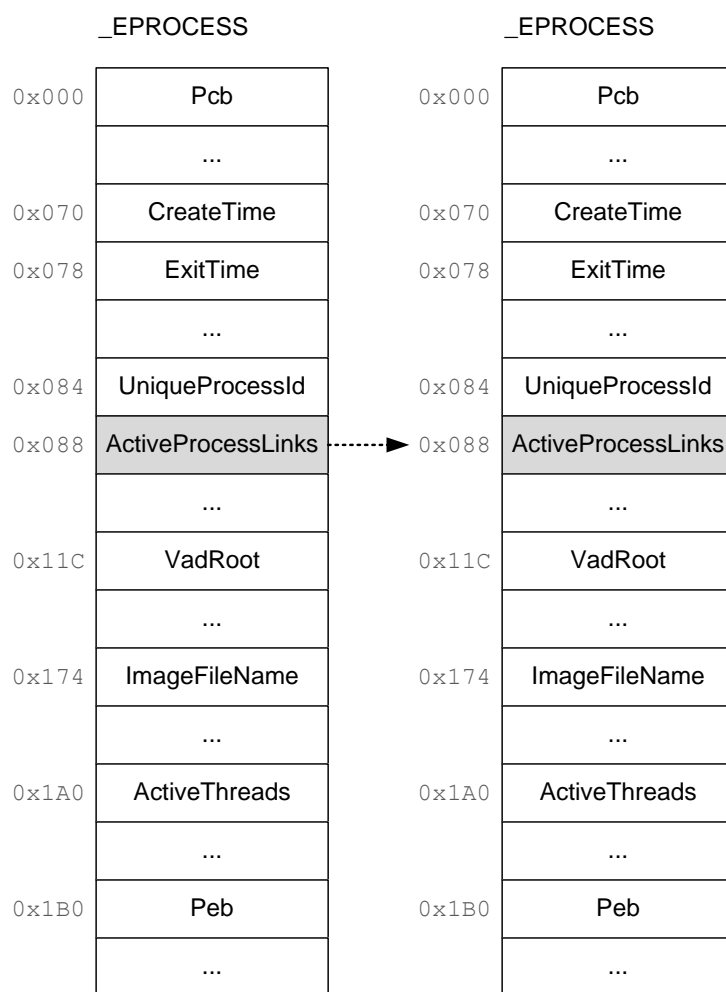 _EPROCESS
0x000 Pcb
...
0x070 CreateTime
0x078 ExitTime
...
0x084 UniqueProcessId
0x088 ActiveProcessLinks
...
0x11C VadRoot
...
0x174 ImageFileName
...
0x1A0 ActiveThreads
...
0x1B0 Peb
...
_EPROCESS
0x000 Pcb
...
0x070 CreateTime
0x078 ExitTime
...
0x084 UniqueProcessId
0x088 ActiveProcessLinks
...
0x11C VadRoot
...
0x174 ImageFileName
...
0x1A0 ActiveThreads
...
0x1B0 Peb
...